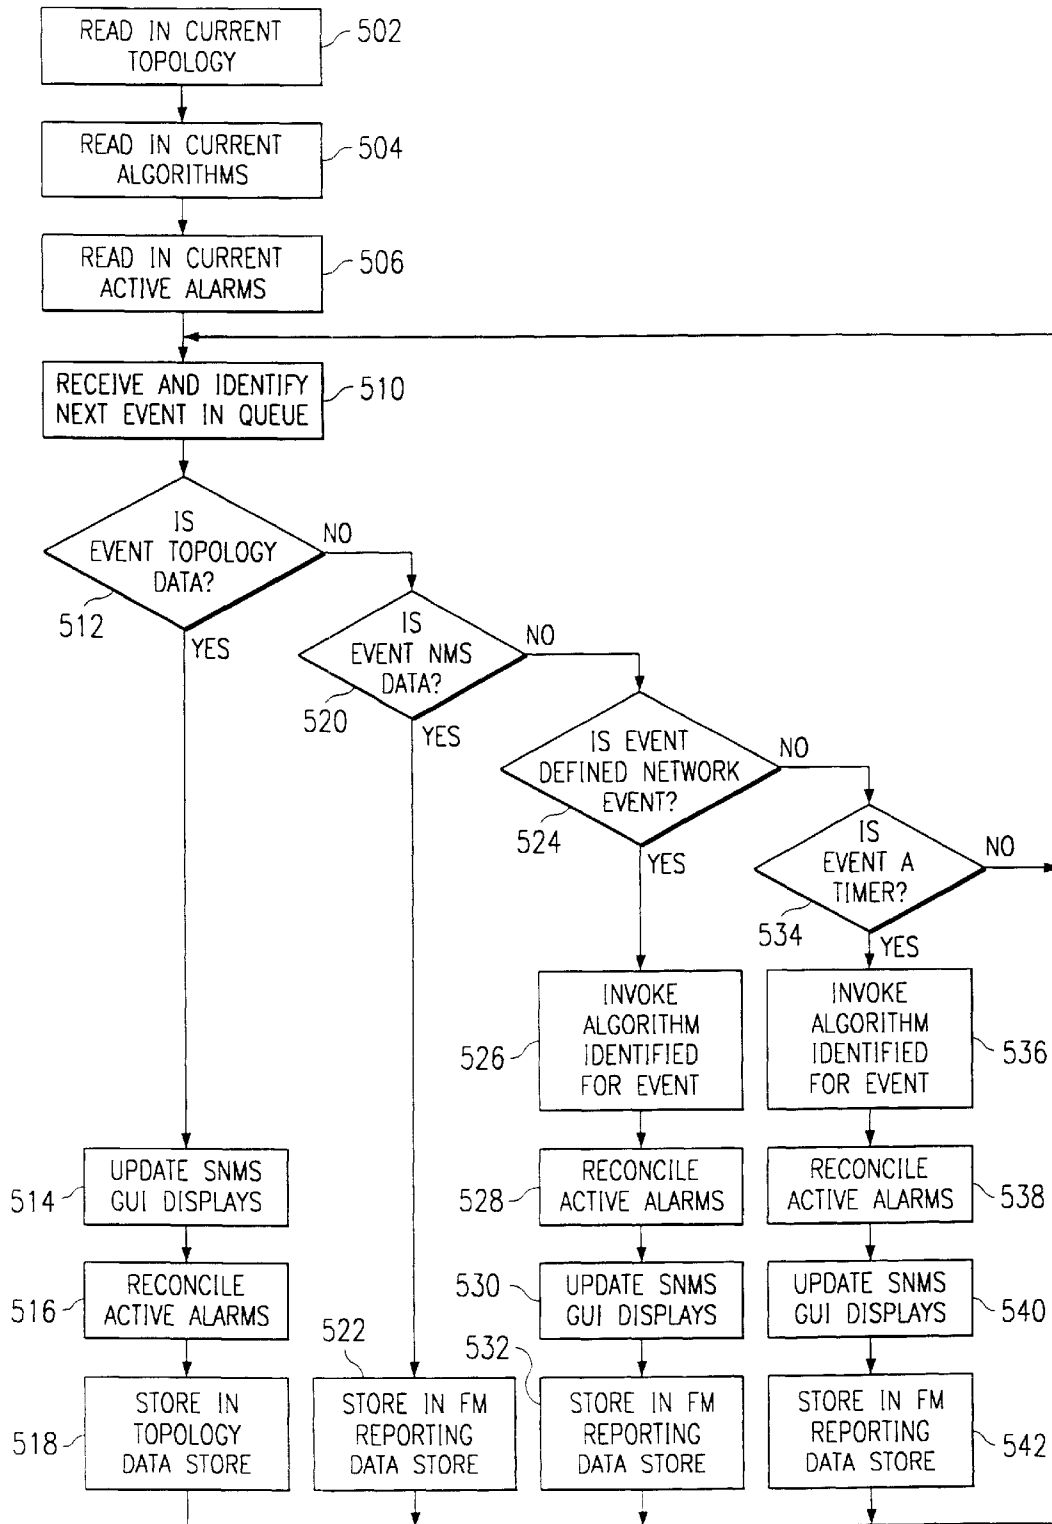 READ IN CURRENT
TOPOLOGY
502
READ IN CURRENT
ALGORITHMS
504
READ IN CURRENT
ACTIVE ALARMS
506
RECEIVE AND IDENTIFY
NEXT EVENT IN QUEUE
510
IS
EVENT TOPOLOGY
DATA?
512
NO
YES
IS
EVENT NMS
DATA?
520
NO
YES
IS EVENT
DEFINED NETWORK
EVENT?
524
NO
YES
IS
EVENT A
TIMER?
534
NO
YES
INVOKE
ALGORITHM
IDENTIFIED
FOR EVENT
526
INVOKE
ALGORITHM
IDENTIFIED
FOR EVENT
536
UPDATE SNMS
GUI DISPLAYS
514
RECONCILE
ACTIVE ALARMS
528
RECONCILE
ACTIVE ALARMS
538
RECONCILE
ACTIVE ALARMS
516
UPDATE SNMS
GUI DISPLAYS
530
UPDATE SNMS
GUI DISPLAYS
540
STORE IN
TOPOLOGY
DATA STORE
518
STORE IN FM
REPORTING
DATA STORE
522
STORE IN FM
REPORTING
DATA STORE
532
STORE IN FM
REPORTING
DATA STORE
542